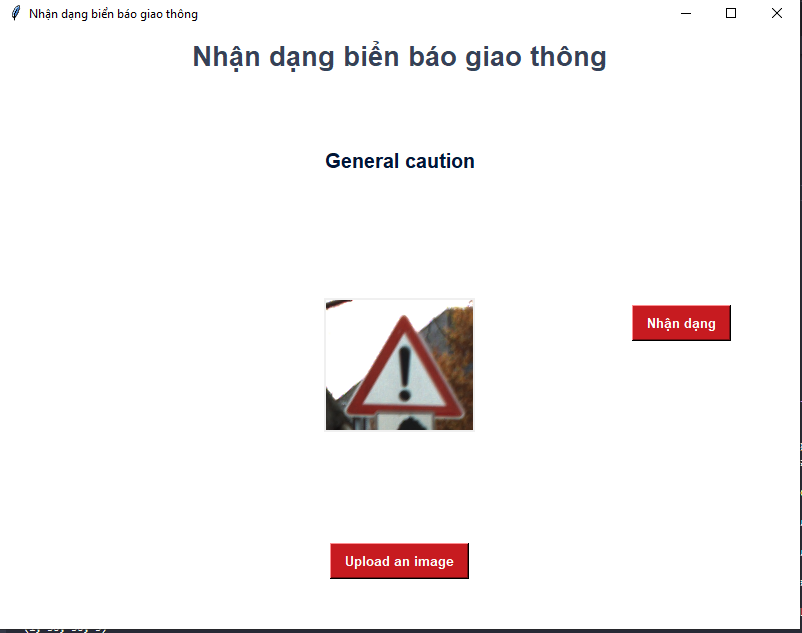 Nhận dạng biển báo giao thông
Nhận dạng biển báo giao thông
General caution
Nhận dạng
Upload an image